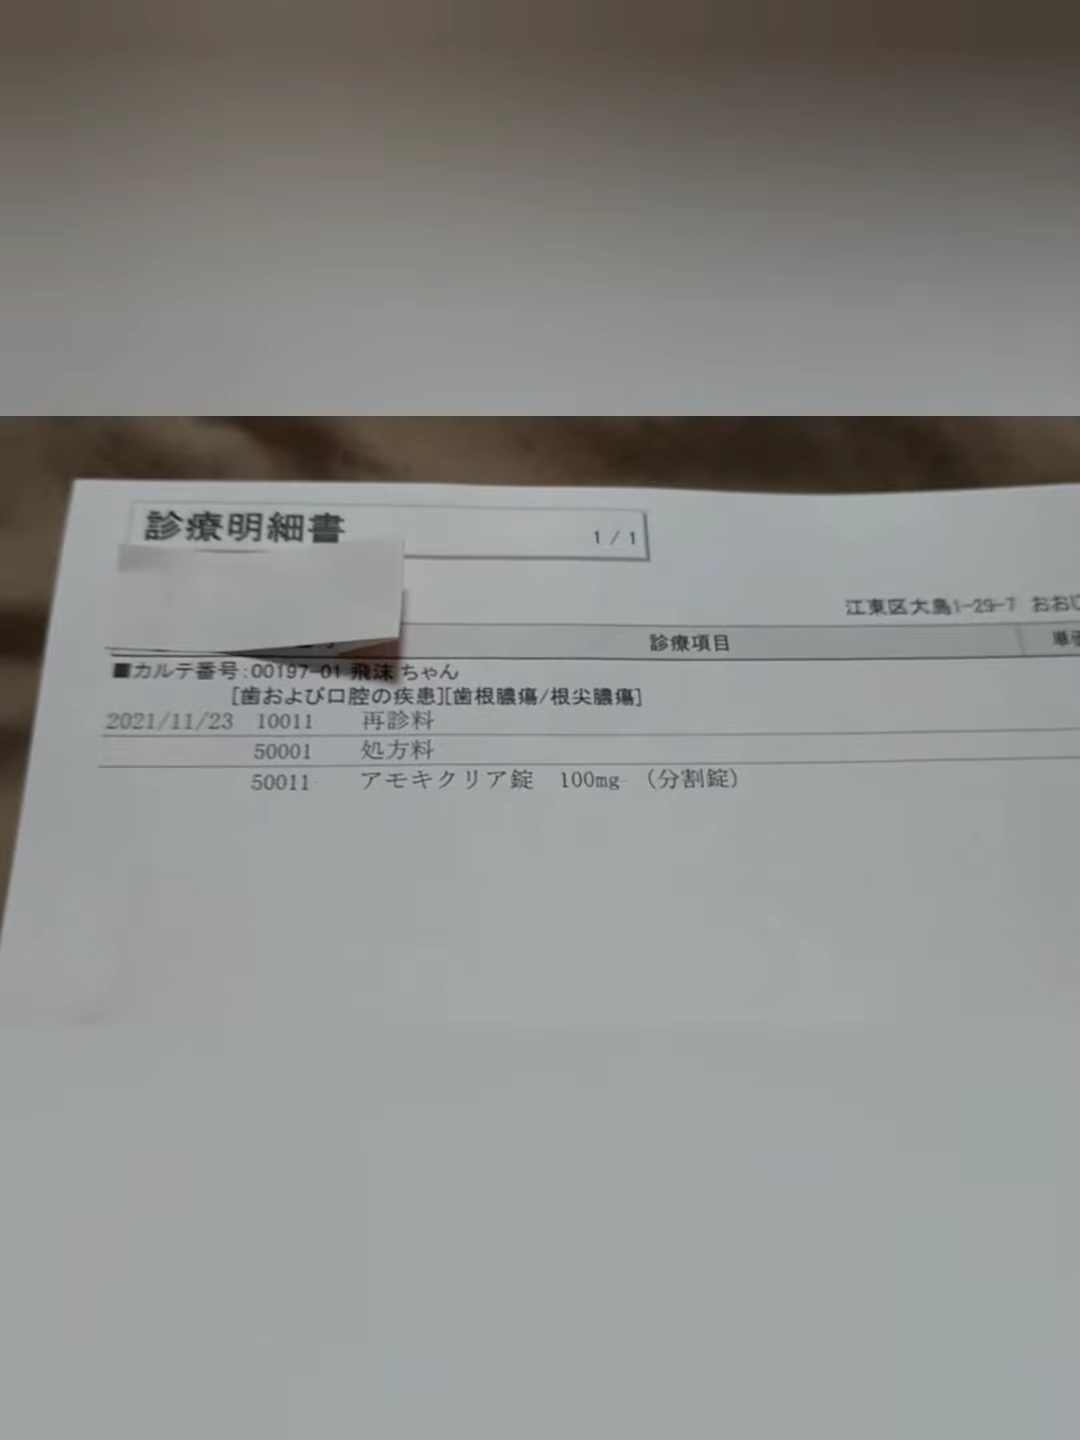 診療明細書
1 / 1
江東区大島1-29-7 おおじ
診療項目
■カルテ番号:00197-01 飛沫 ちゃん
[歯および口腔の疾患][歯根膿瘍/根尖膿瘍]
2021/11/23 10011 再診料
50001 処方料
50011 アモキクリア錠 100mg （分割錠）